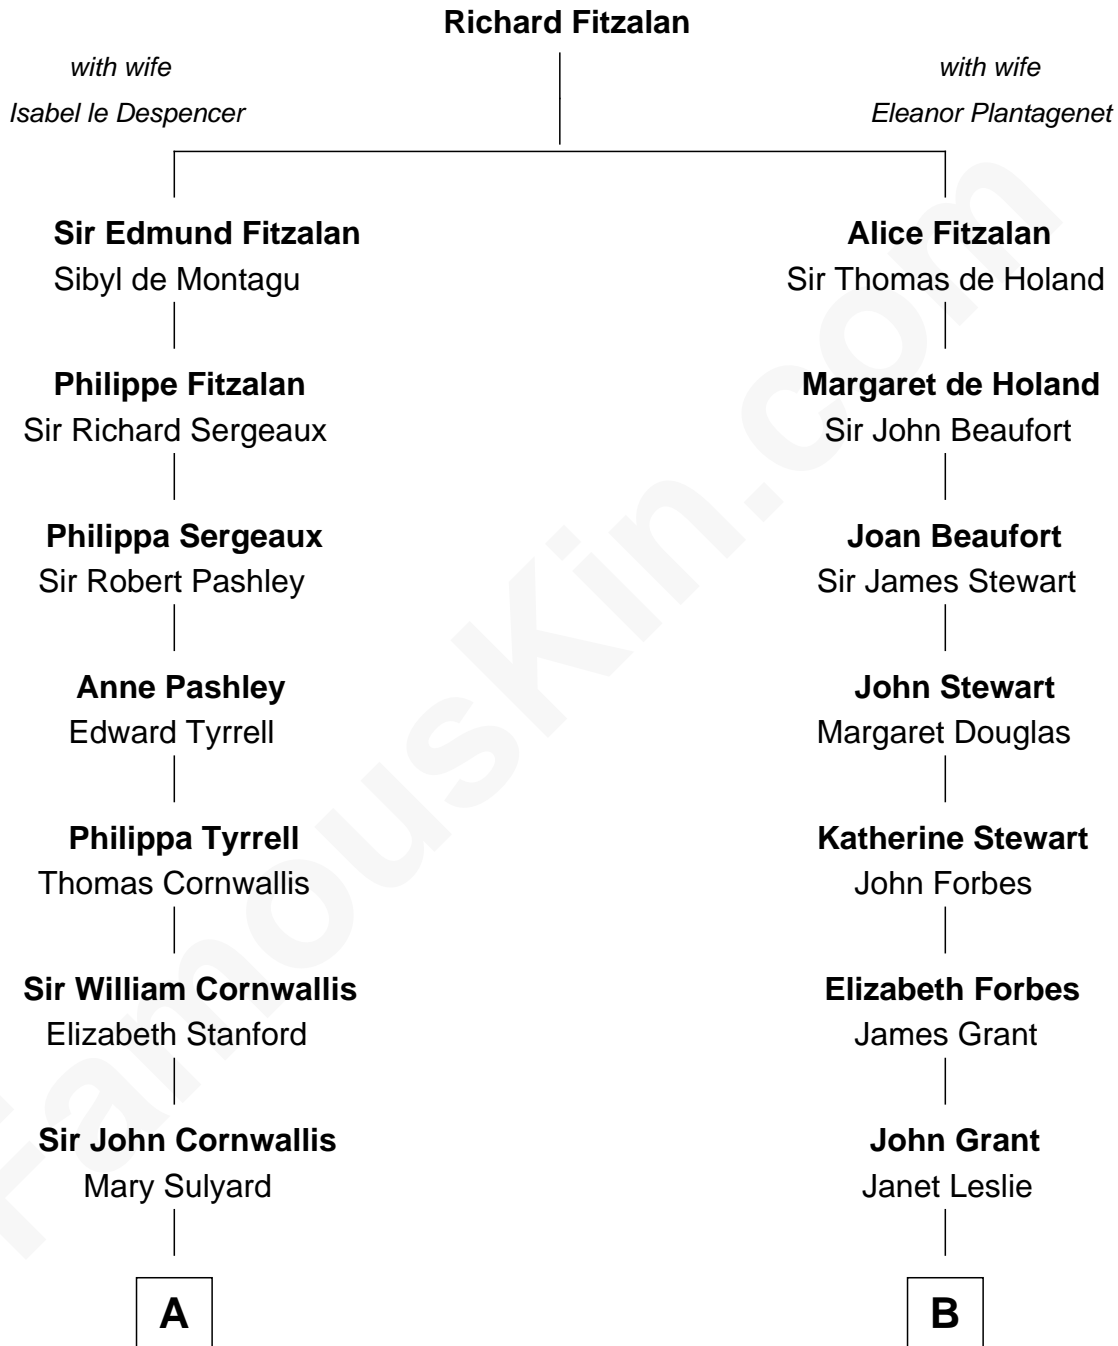 Richard Fitzalan
with wife
Isabel le Despencer
with wife
Eleanor Plantagenet
Sir Edmund Fitzalan
Sibyl de Montagu
Alice Fitzalan
Sir Thomas de Holand
Philippe Fitzalan
Sir Richard Sergeaux
Margaret de Holand
Sir John Beaufort
Philippa Sergeaux
Sir Robert Pashley
Joan Beaufort
Sir James Stewart
Anne Pashley
Edward Tyrrell
John Stewart
Margaret Douglas
Philippa Tyrrell
Thomas Cornwallis
Katherine Stewart
John Forbes
Sir William Cornwallis
Elizabeth Stanford
Elizabeth Forbes
James Grant
Sir John Cornwallis
Mary Sulyard
John Grant
Janet Leslie
A
B
FamousKin.com